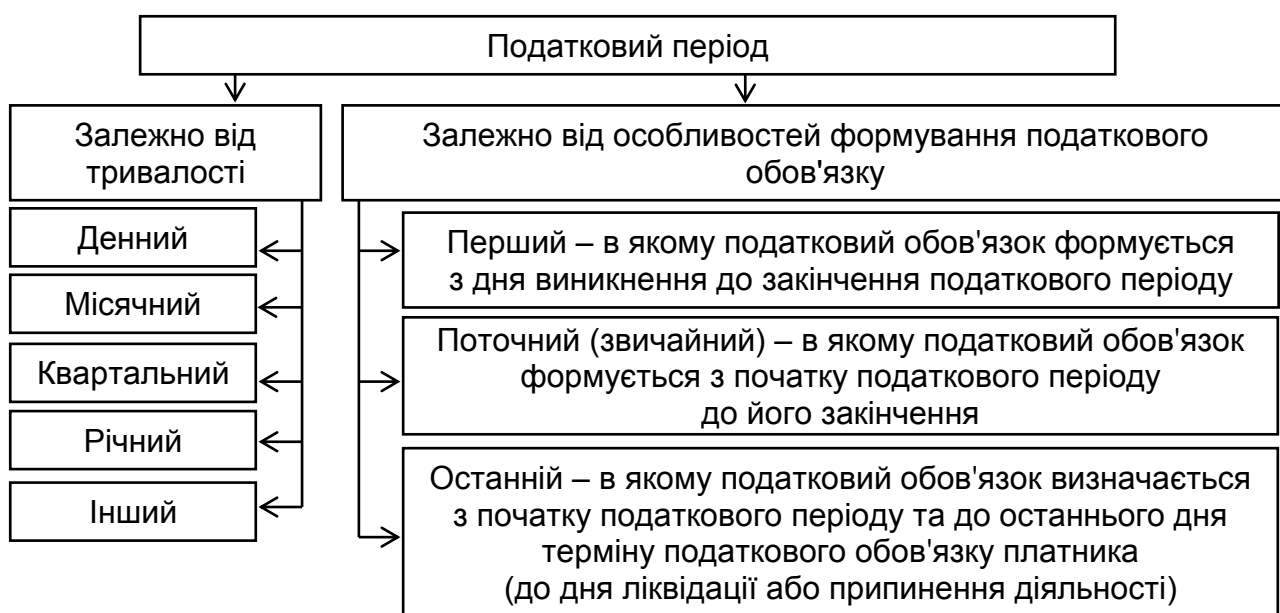 Податковий період
Залежно від
тривалості
Денний
Місячний
Квартальний
Річний
Інший
Залежно від особливостей формування податкового
обов'язку
Перший – в якому податковий обов'язок формується
з дня виникнення до закінчення податкового періоду
Поточний (звичайний) – в якому податковий обов'язок
формується з початку податкового періоду
до його закінчення
Останній – в якому податковий обов'язок визначається
з початку податкового періоду та до останнього дня
терміну податкового обов'язку платника
(до дня ліквідації або припинення діяльності)